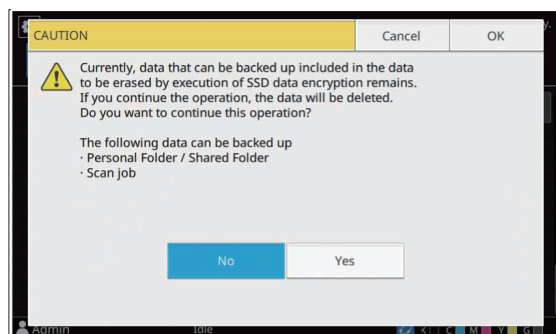 CAUTION
Cancel
OK
Currently, data that can be backed up included in the data
to be erased by execution of SSD data encryption remains.
If you continue the operation, the data will be deleted.
Do you want to continue this operation?
The following data can be backed up
· Personal Folder / Shared Folder
· Scan job
No
Yes
Admin
Idle
K
C
M
Y
G